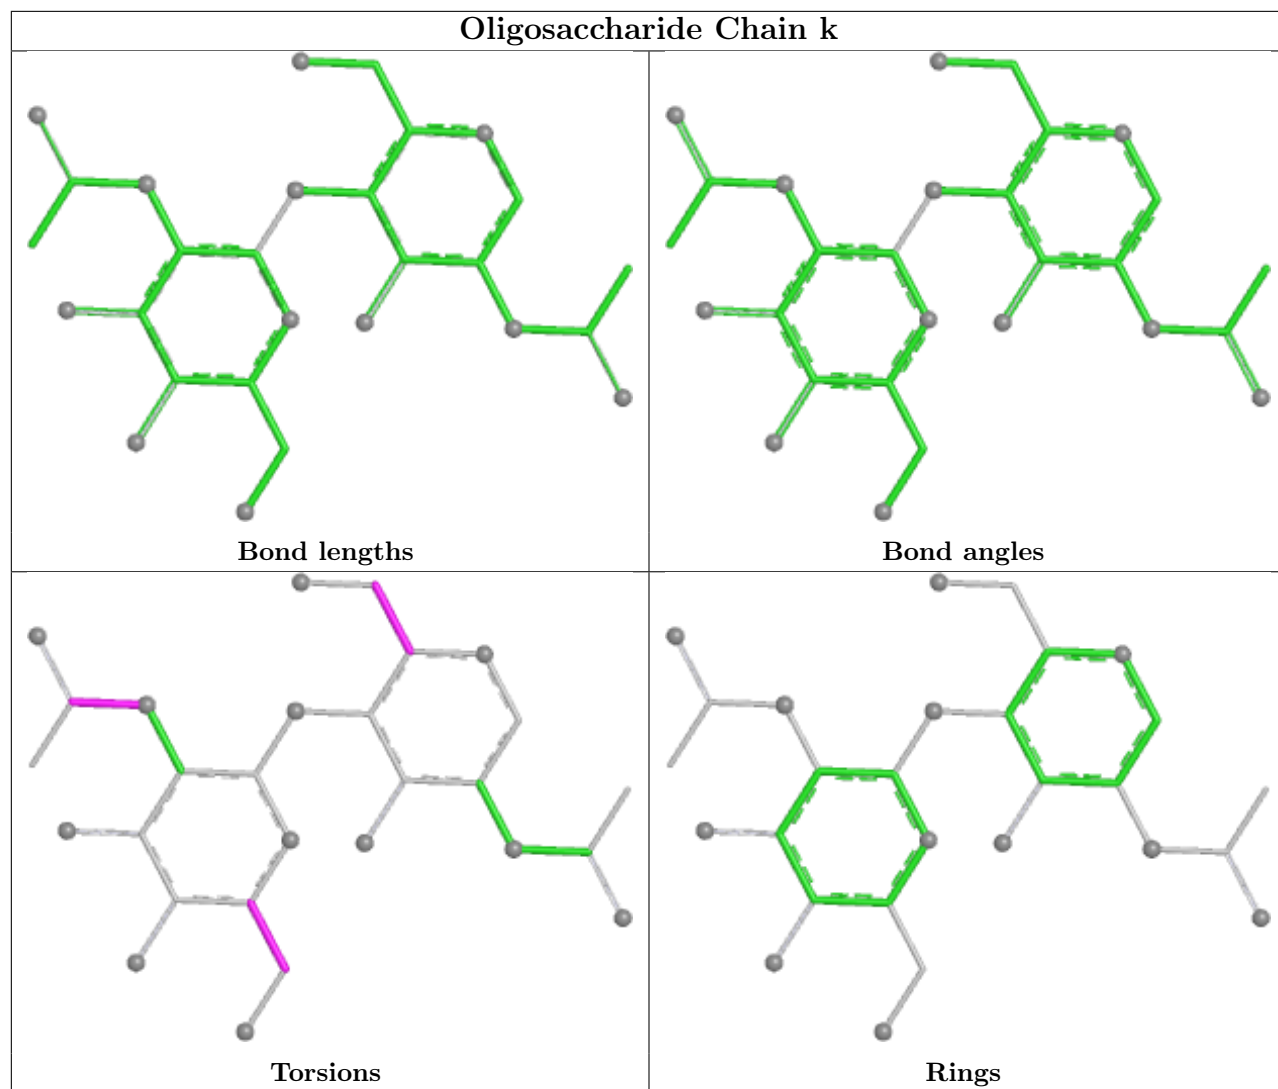 Oligosaccharide Chain k
Bond lengths
Bond angles
Torsions
Rings